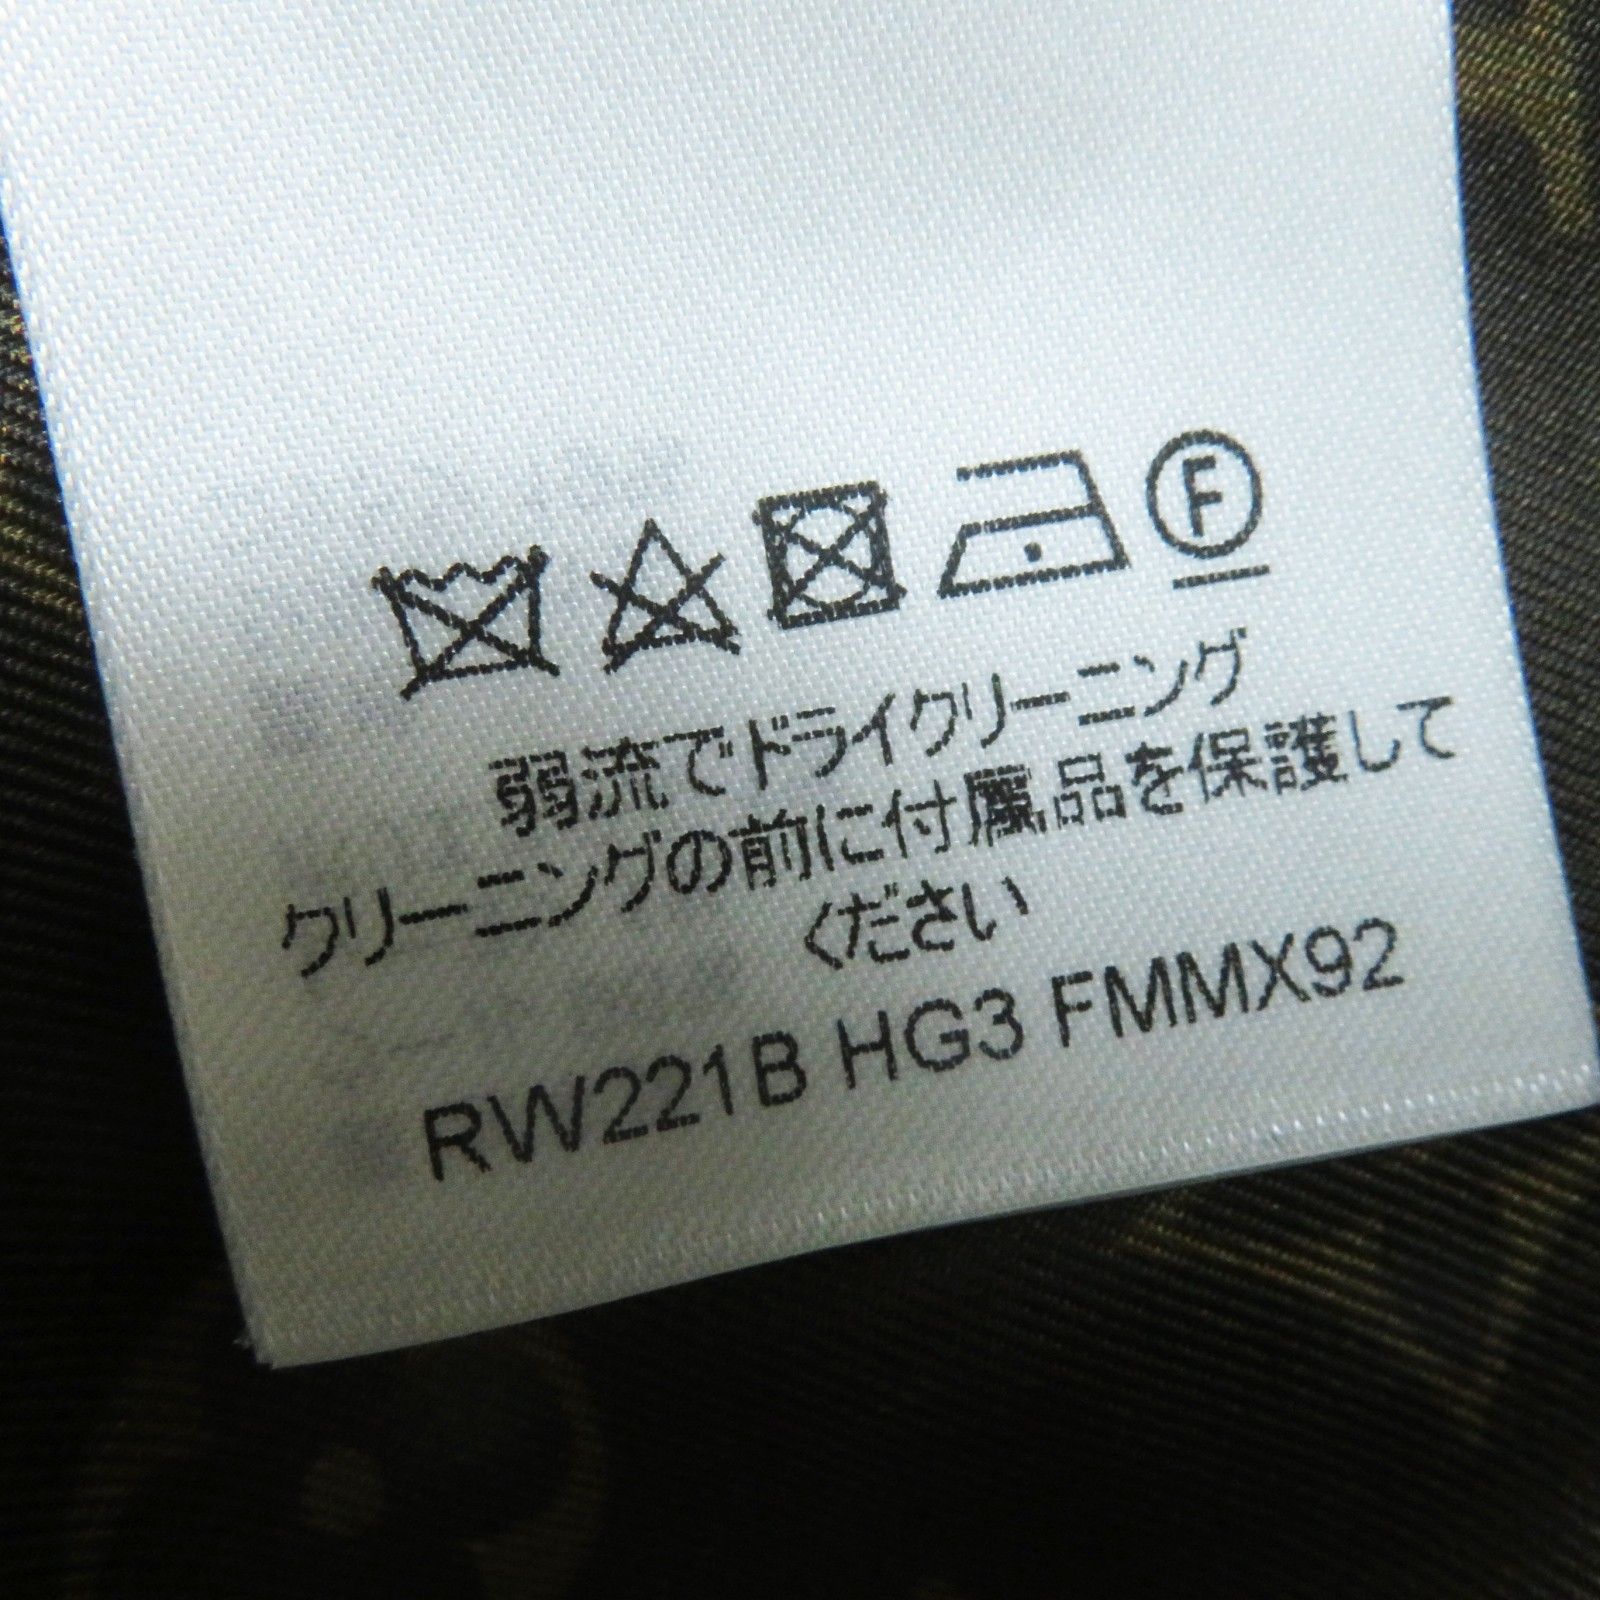 F
弱流でドライクリーニング
クリーニングの前に付属品を保護して
ください
RW221B HG3 FMMX92